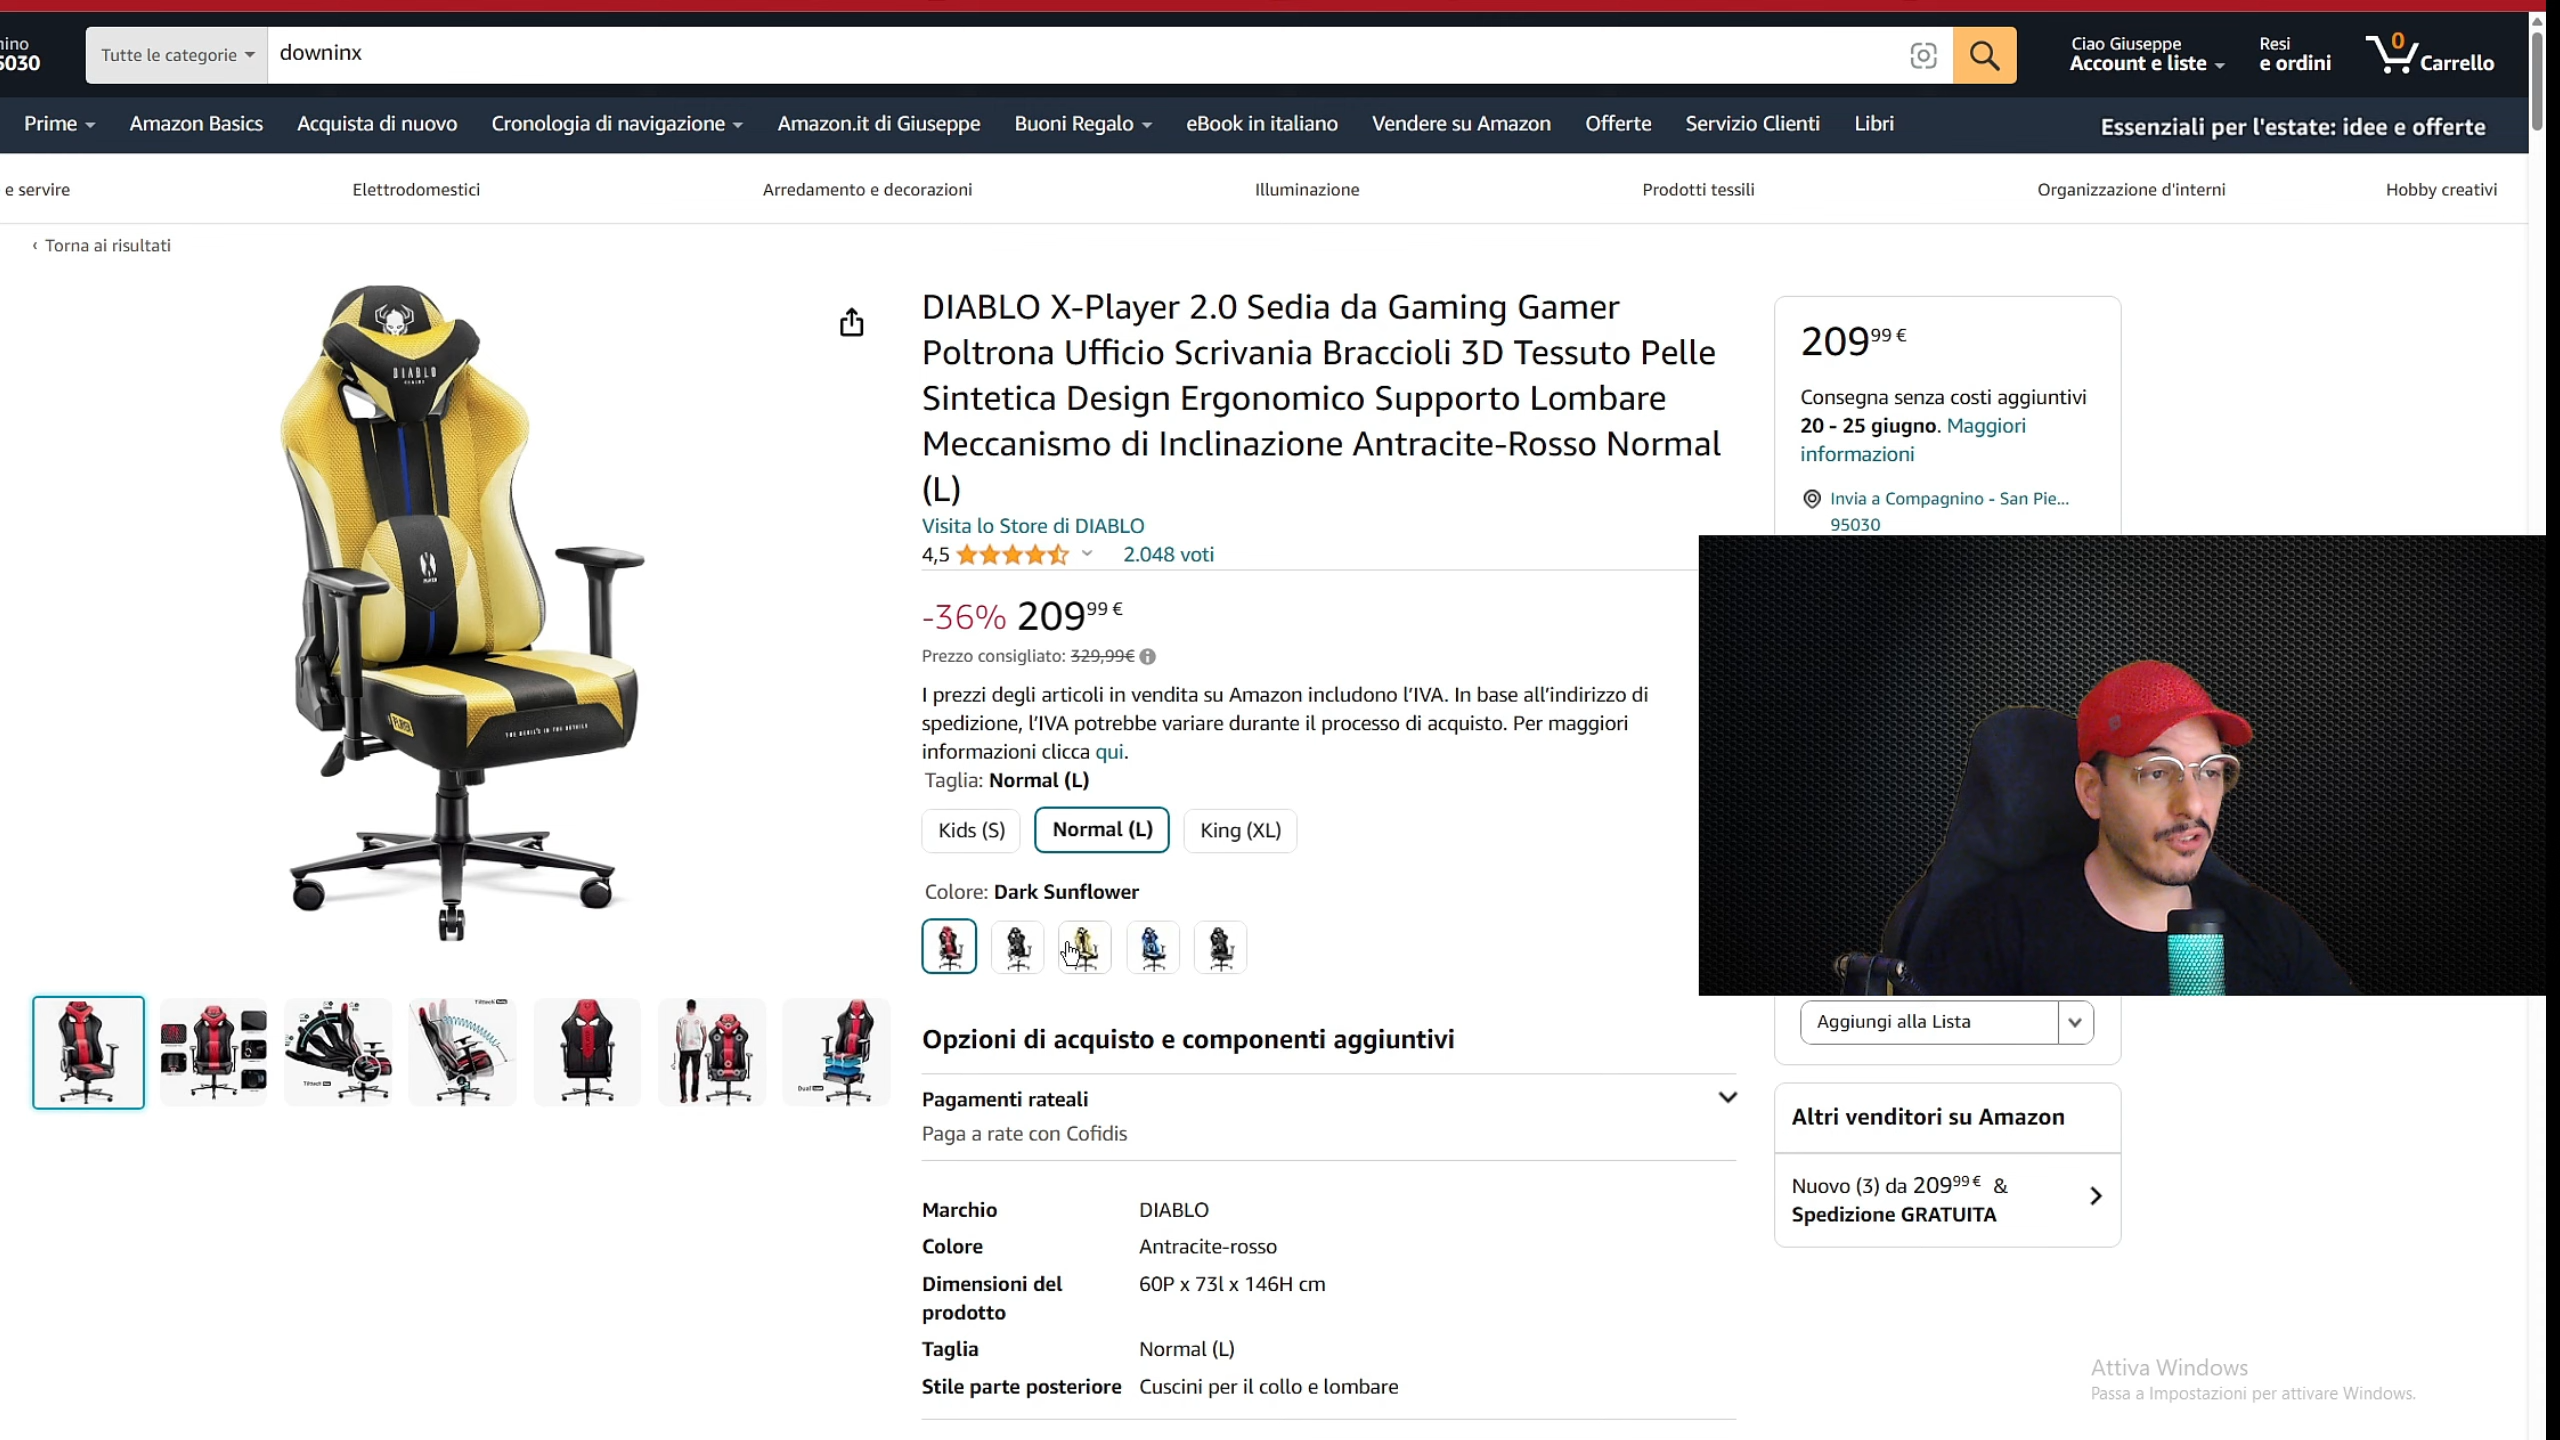 nino
5030
Tutte le categorie
downinx
Ciao Giuseppe
Account e liste
Resi
e ordini
0
Carrello
Prime
Amazon Basics
Acquista di nuovo
Cronologia di navigazione
Amazon.it di Giuseppe
Buoni Regalo
eBook in italiano
Vendere su Amazon
Offerte
Servizio Clienti
Libri
Essenziali per l'estate: idee e offerte
e servire
Elettrodomestici
Arredamento e decorazioni
Illuminazione
Prodotti tessili
Organizzazione d'interni
Hobby creativi
‹ Torna ai risultati
DIABLO
DIABLO X-Player 2.0 Sedia da Gaming Gamer
Poltrona Ufficio Scrivania Braccioli 3D Tessuto Pelle
Sintetica Design Ergonomico Supporto Lombare
Meccanismo di Inclinazione Antracite-Rosso Normal
(L)
Visita lo Store di DIABLO
4,5
2.048 voti
-36% 209,99 €
Prezzo consigliato: 329,99€
I prezzi degli articoli in vendita su Amazon includono l'IVA. In base all'indirizzo di
spedizione, l'IVA potrebbe variare durante il processo di acquisto. Per maggiori
informazioni clicca qui.
Taglia: Normal (L)
Kids (S)
Normal (L)
King (XL)
Colore: Dark Sunflower
Opzioni di acquisto e componenti aggiuntivi
Pagamenti rateali
Paga a rate con Cofidis
Marchio DIABLO
Colore Antracite-rosso
Dimensioni del
prodotto
60P x 73l x 146H cm
Taglia Normal (L)
Stile parte posteriore Cuscini per il collo e lombare
209 99 €
Consegna senza costi aggiuntivi
20 - 25 giugno. Maggiori
informazioni
Invia a Compagnino - San Pie...
95030
Aggiungi alla Lista
Altri venditori su Amazon
Nuovo (3) da 209 99 € &
Spedizione GRATUITA
Attiva Windows
Passa a Impostazioni per attivare Windows.